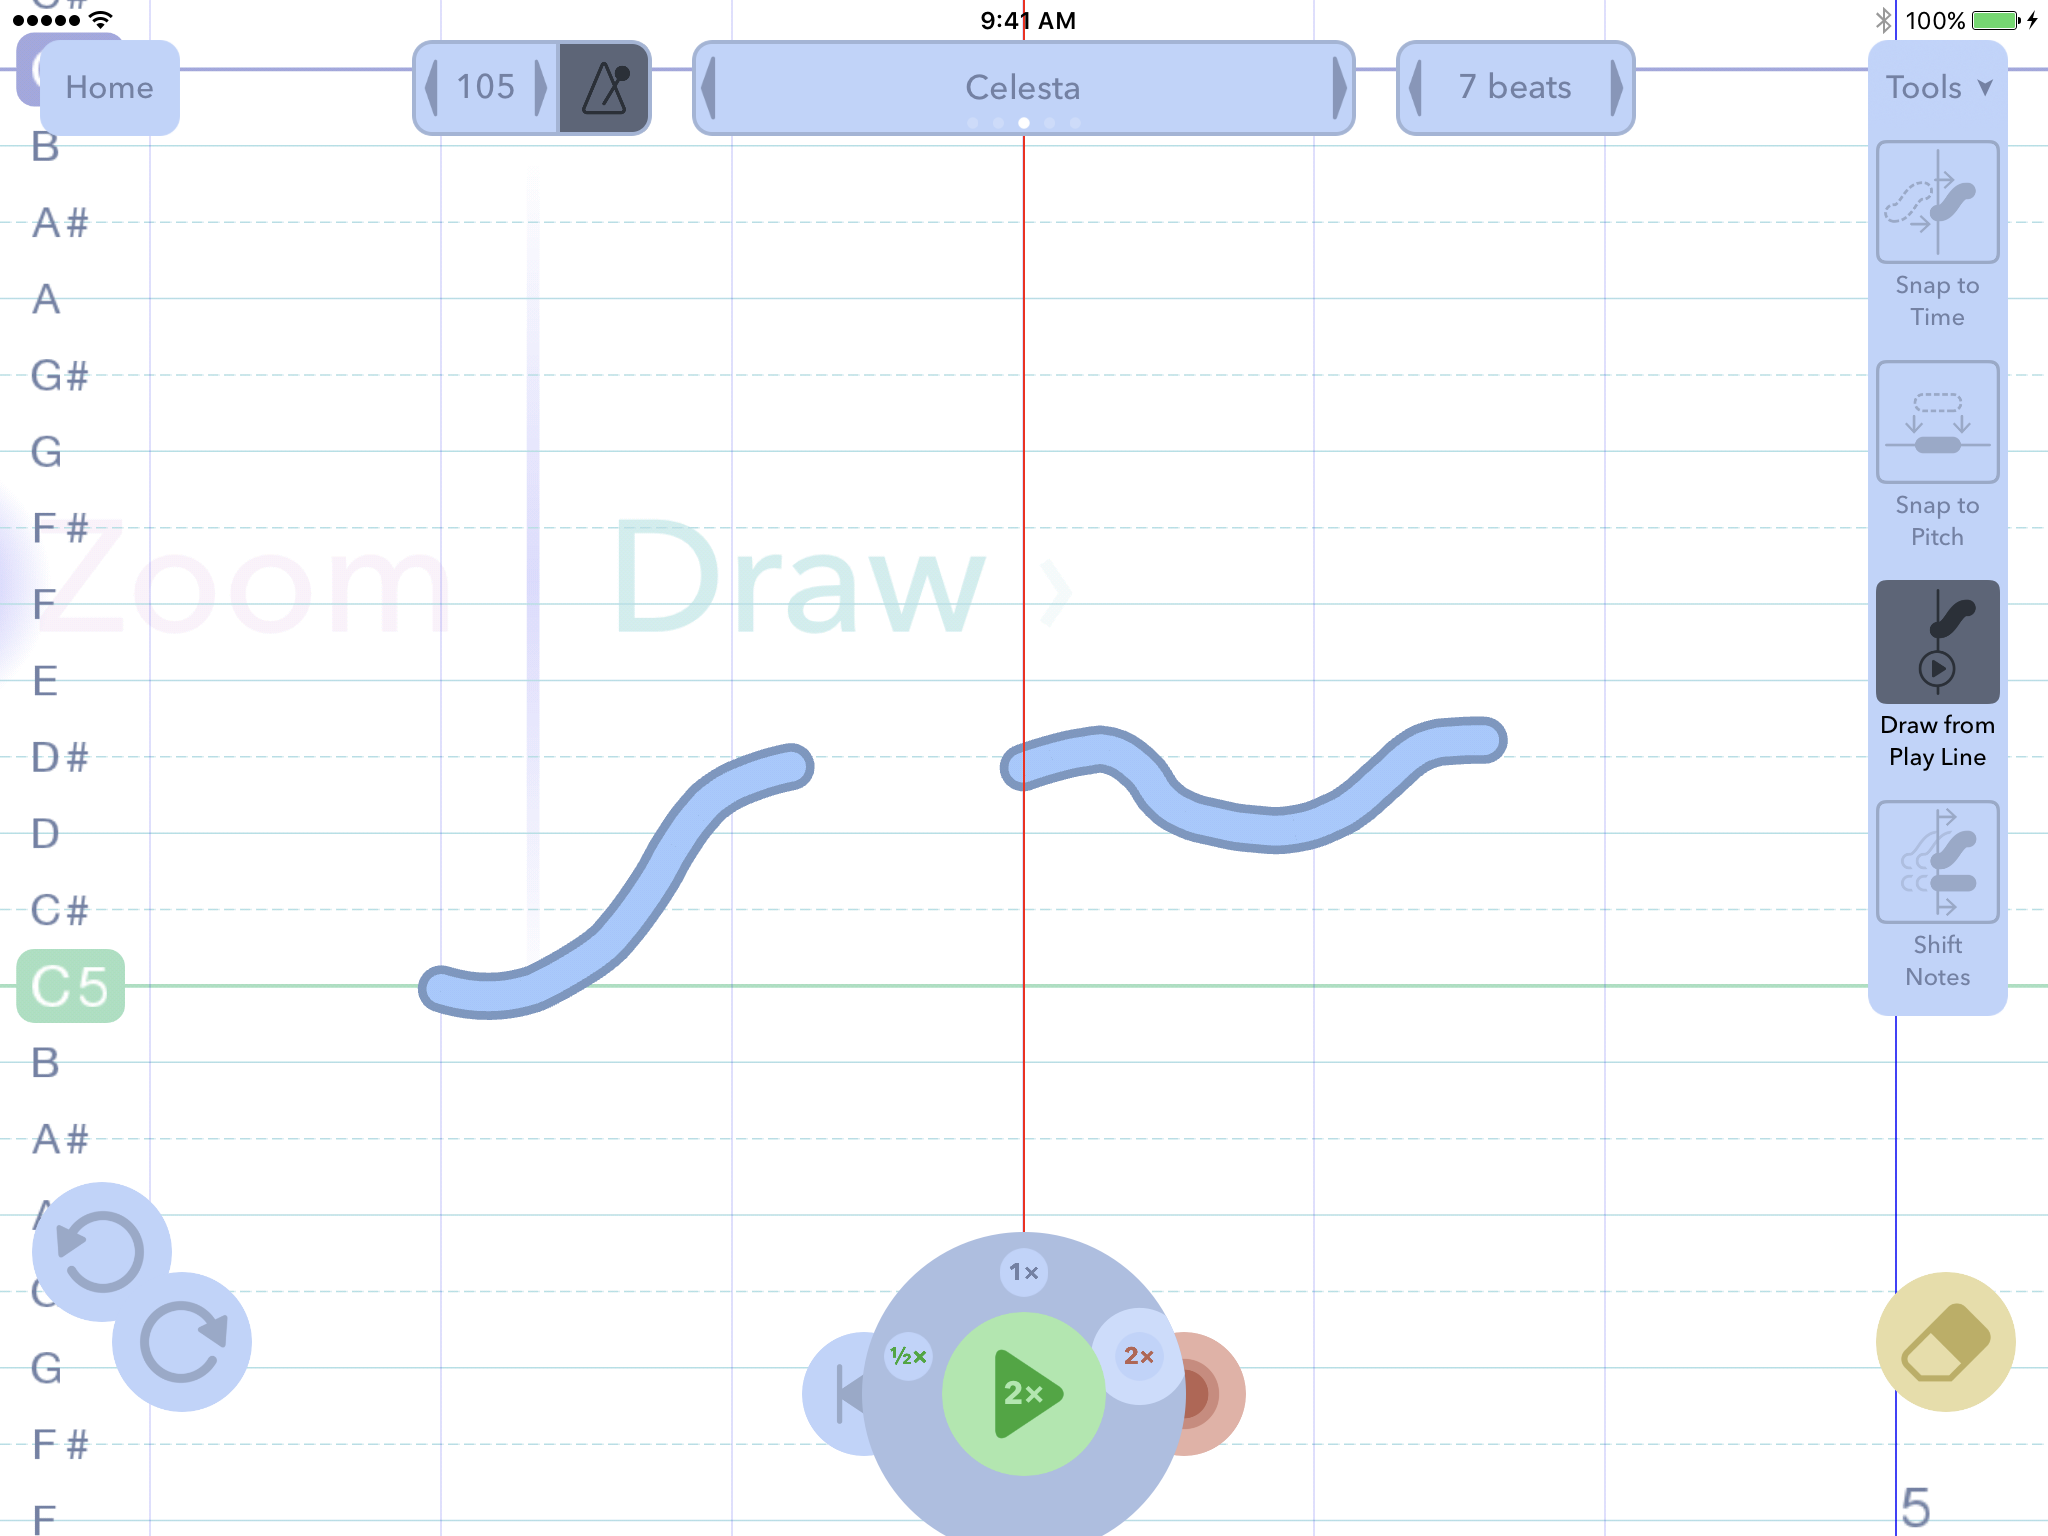 9:41 AM
100%
Home
105
Celesta
7 beats
Tools
B
A#
A
G#
G
F#
F
E
D#
D
C#
C5
B
A#
G
F#
F
Zoom
Draw
Snap to
Time
Snap to
Pitch
Draw from
Play Line
Shift
Notes
1×
½×
2×
2×
5